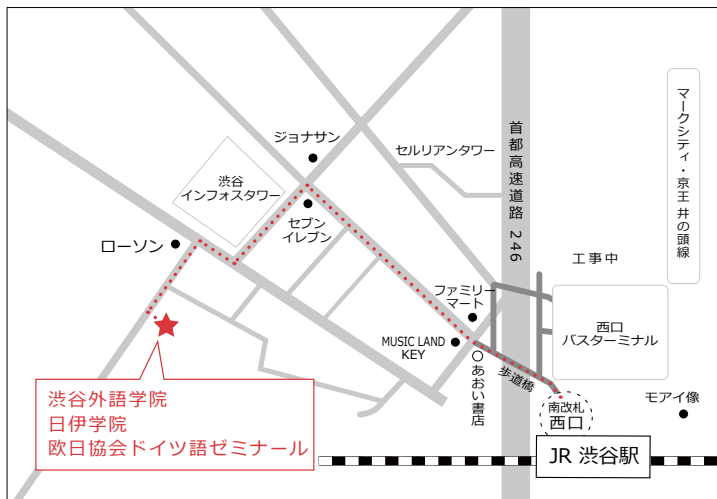 ジョナサン
セルリアンタワー
首都高速道路 246
マークシティ・京王 井の頭線
渋谷
インフォスタワー
セブン
イレブン
ローソン
工事中
ファミリー
マート
西口
バスターミナル
MUSIC LAND
KEY
あおい書店
歩道橋
南改札
西口
モアイ像
渋谷外語学院
日伊学院
欧日協会ドイツ語ゼミナール
JR 渋谷駅